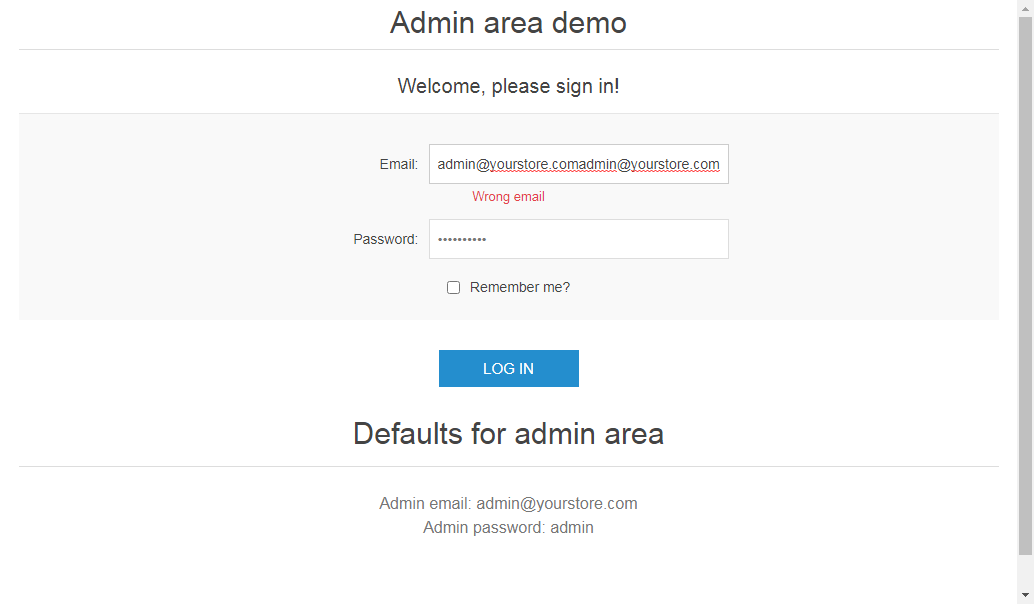 Admin area demo
Welcome, please sign in!
Email: admin@yourstore.comadmin@yourstore.com
Wrong email
Password: ••••••••••
Remember me?
LOG IN
Defaults for admin area
Admin email: admin@yourstore.com
Admin password: admin